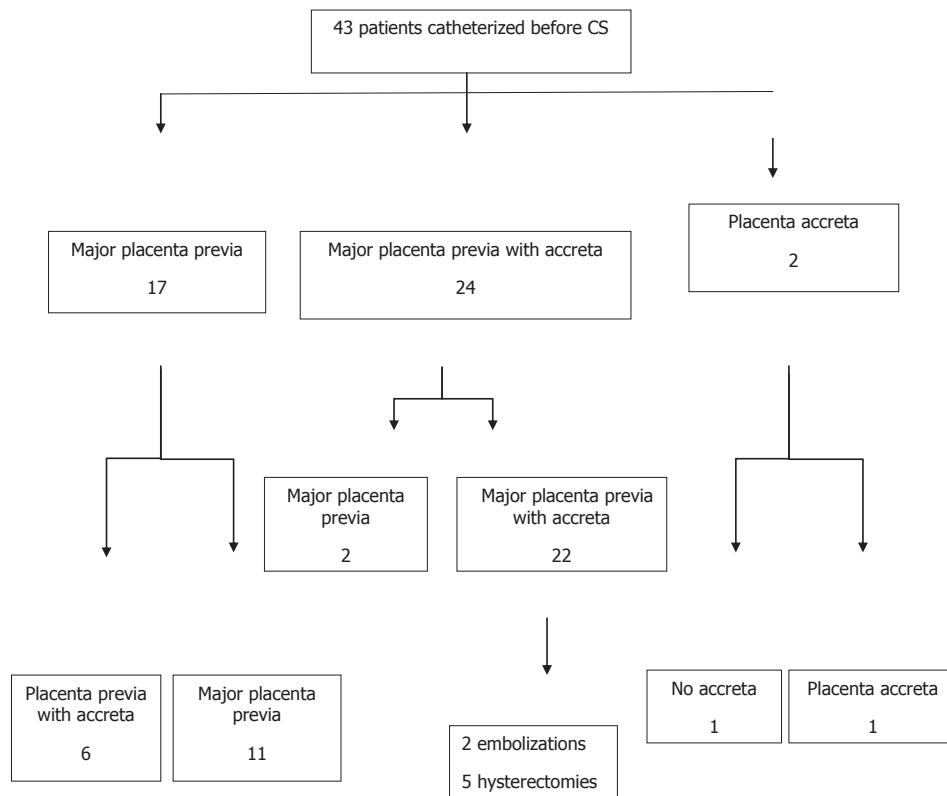 43 patients catheterized before CS
Major placenta previa
17
Major placenta previa with accreta
24
Placenta accreta
2
Major placenta
previa
2
Major placenta previa
with accreta
22
Placenta previa
with accreta
6
Major placenta
previa
11
2 embolizations
5 hysterectomies
No accreta
1
Placenta accreta
1